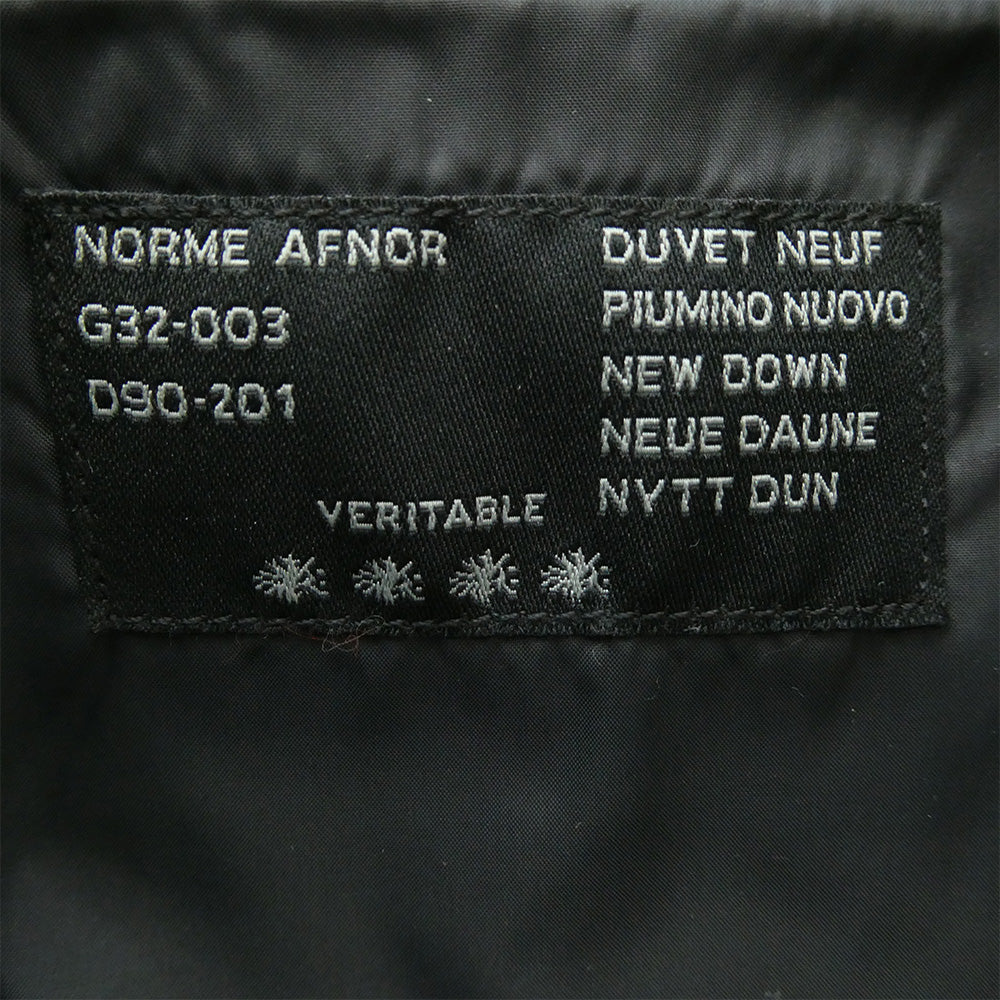 NORME AFNOR
G32-003
D90-201
DUVET NEUF
PIUMINO NUOVO
NEW DOWN
NEUE DAUNE
NYTT DUN
VERITABLE